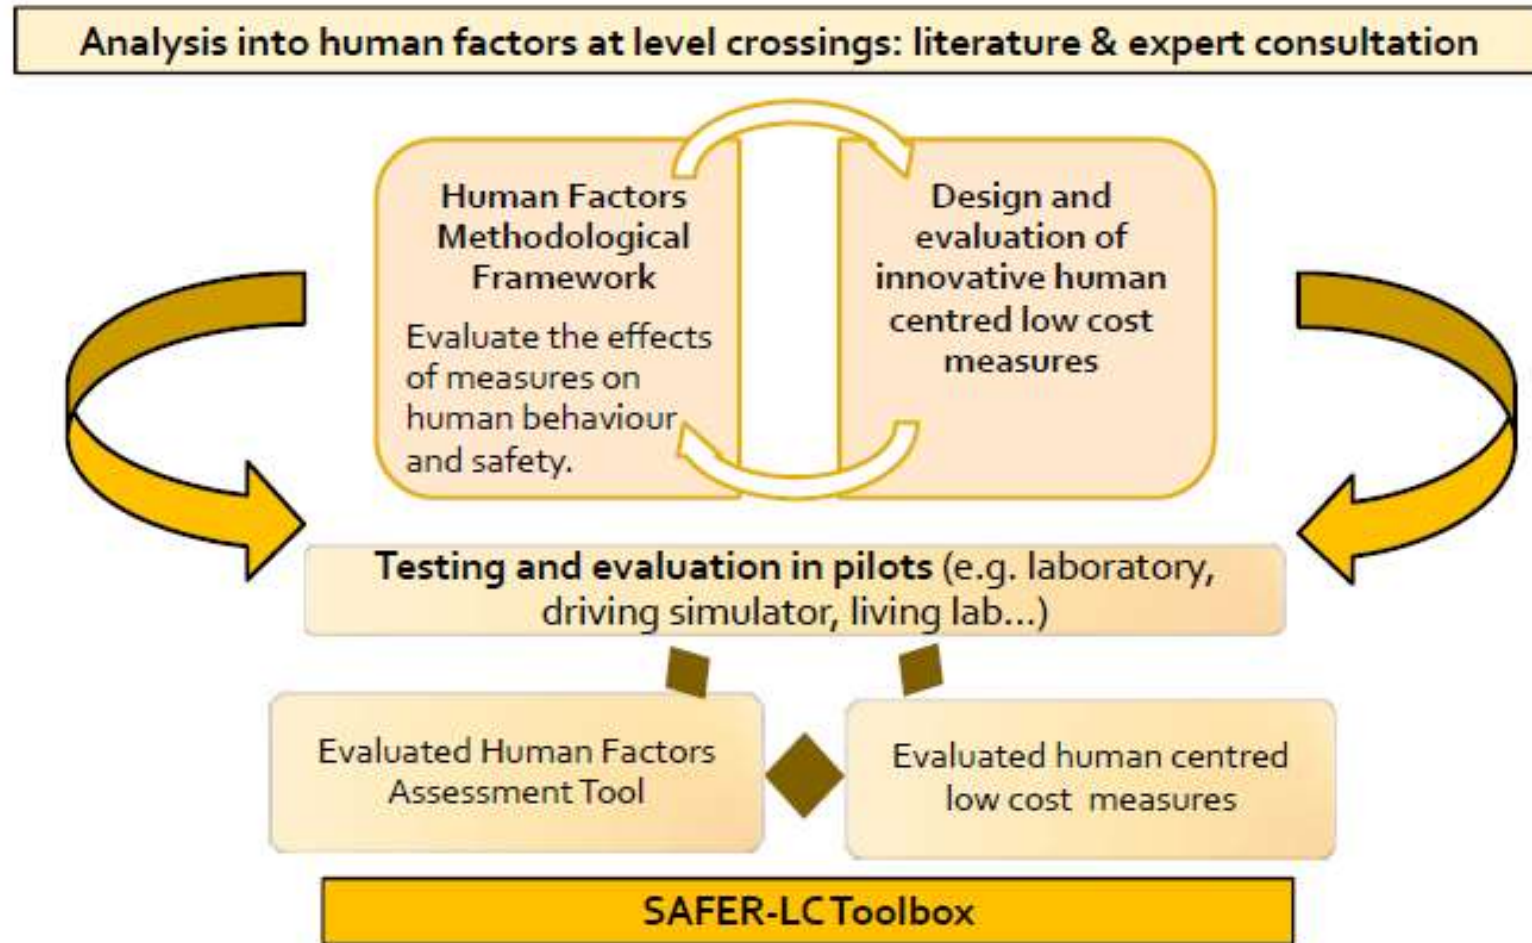 Analysis into human factors at level crossings: literature & expert consultation
Human Factors
Methodological
Framework
Evaluate the effects
of measures on
human behaviour
and safety.
Design and
evaluation of
innovative human
centred low cost
measures
Testing and evaluation in pilots (e.g. laboratory,
driving simulator, living lab...)
Evaluated Human Factors
Assessment Tool
Evaluated human centred
low cost measures
SAFER-LC Toolbox